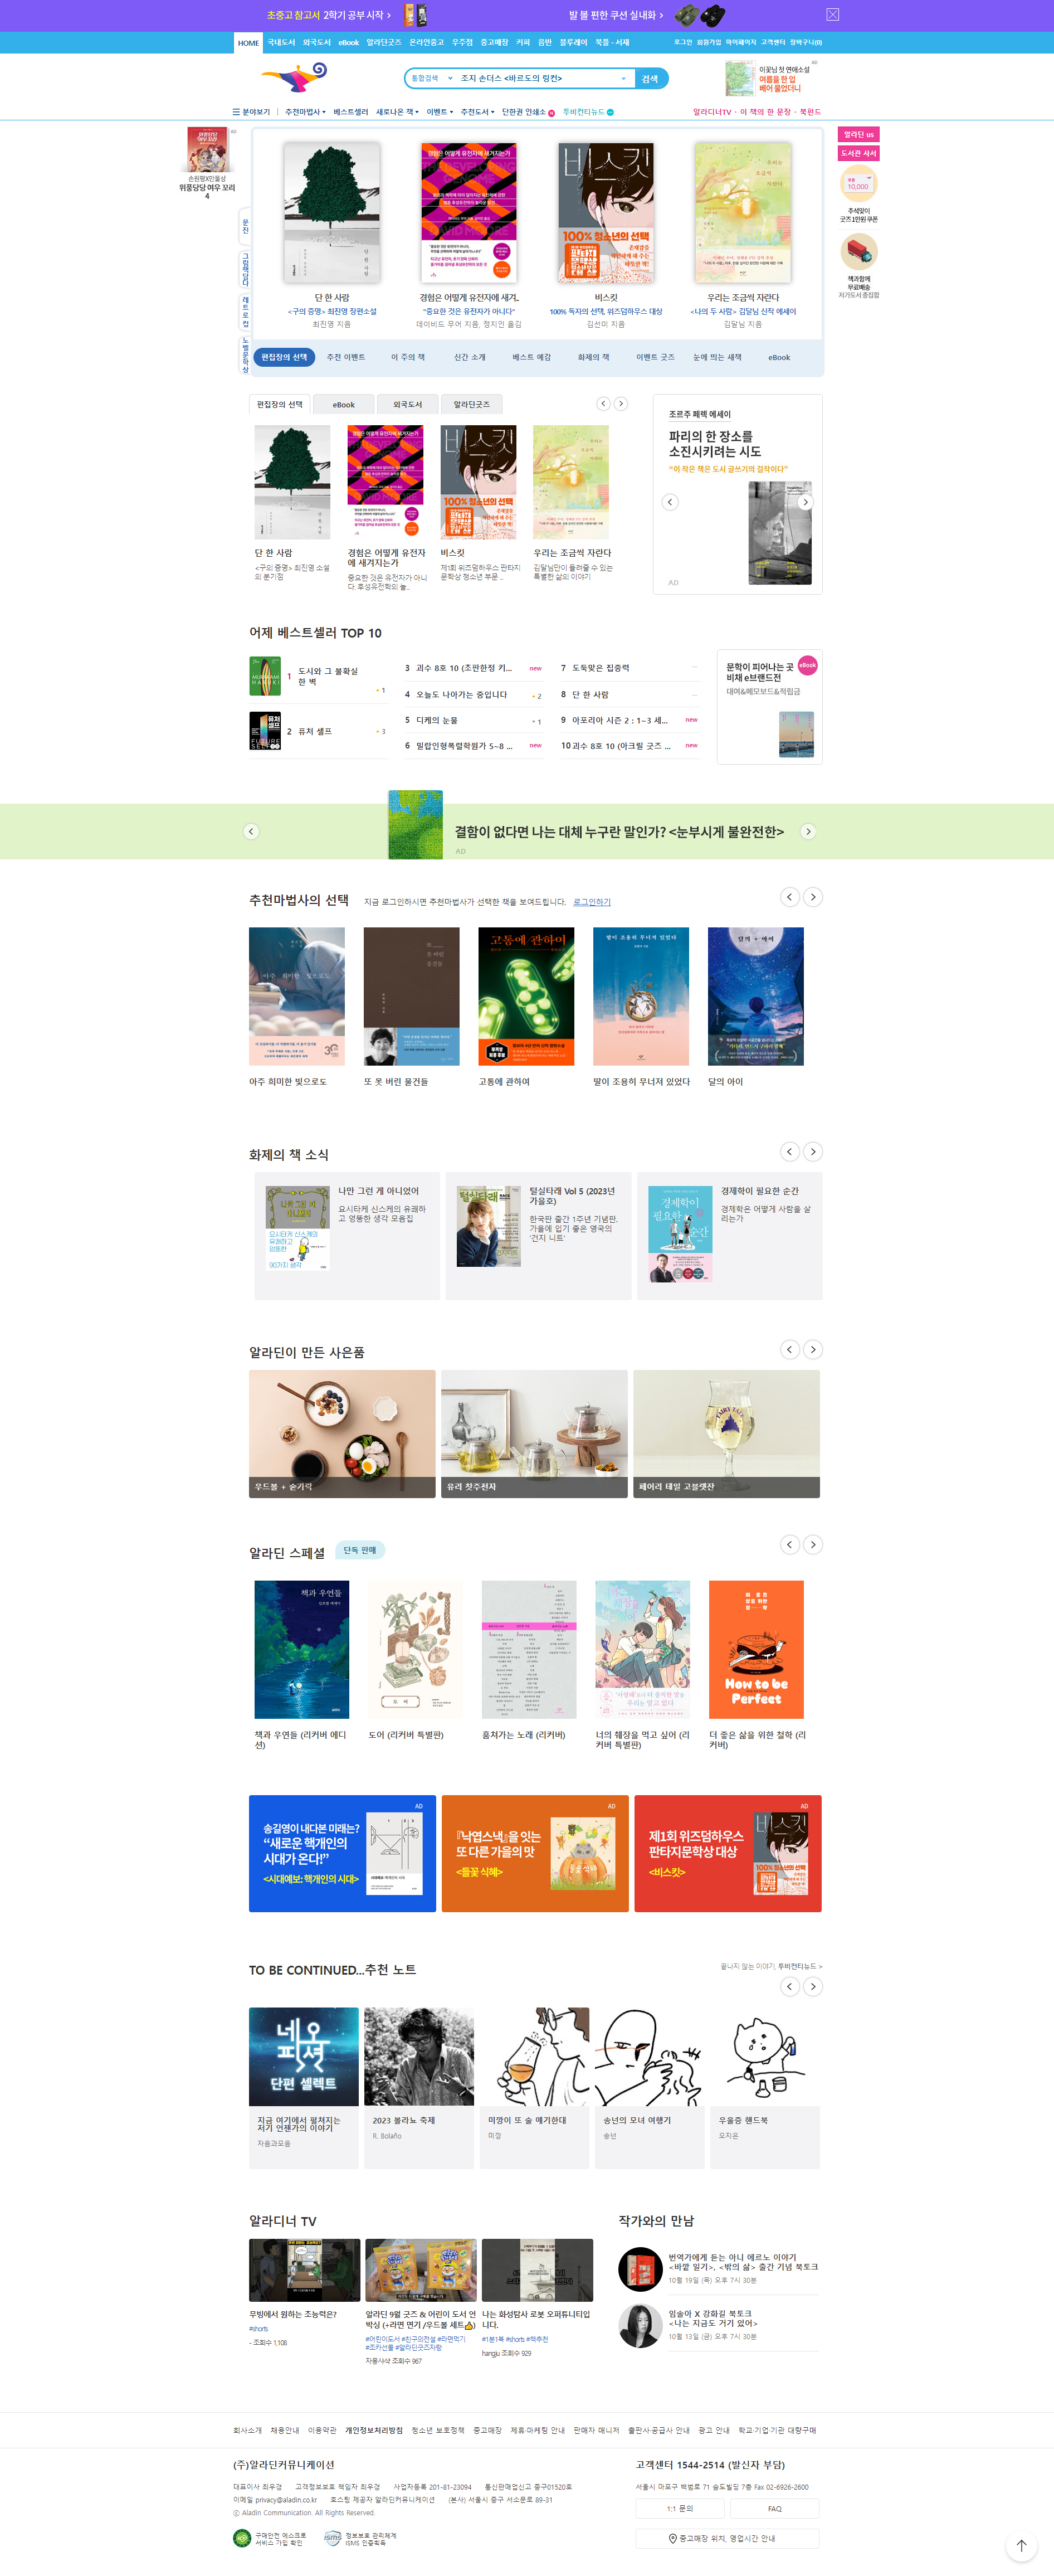 초중고 참고서 2학기 공부 시작 >
발 볼 편한 쿠션 실내화 >
HOME 국내도서 외국도서 eBook 알라딘굿즈 온라인중고 우주점 중고매장 커피 음반 블루레이 북플 - 서재
로그인 회원가입 마이페이지 고객센터 장바구니(0)
통합검색 조지 손더스 <바르도의 링컨> 검색
이꽃님 첫 연애소설
여름을 한 입
베어 물었더니
AD
분야보기 추천마법사 베스트셀러 새로나온 책 이벤트 추천도서 단한권 인쇄소 투비컨티뉴드
알라디너TV · 이 책의 한 문장 · 북펀드
손원평X만물상
위풍당당 여우 꼬리
4
알라딘 us
도서관 사서
10,000
추석맞이
굿즈 1만원 쿠폰
책과함께
무료배송
저가도서 총집합
문진
그림책담다
레트로컵
노벨문학상
단 한 사람
<구의 증명> 최진영 장편소설
최진영 지음
경험은 어떻게 유전자에 새겨..
"중요한 것은 유전자가 아니다"
데이비드 무어 지음, 정지인 옮김
비스킷
100% 독자의 선택, 위즈덤하우스 대상
김선미 지음
우리는 조금씩 자란다
<나의 두 사람> 김달님 신작 에세이
김달님 지음
편집장의 선택 추천 이벤트 이 주의 책 신간 소개 베스트 예감 화제의 책 이벤트 굿즈 눈에 띄는 새책 eBook
편집장의 선택 eBook 외국도서 알라딘굿즈
단 한 사람
<구의 증명> 최진영 소설
의 분기점
경험은 어떻게 유전자
에 새겨지는가
중요한 것은 유전자가 아니
다. 후성유전학의 놀...
비스킷
제1회 위즈덤하우스 판타지
문학상 청소년 부문 ...
우리는 조금씩 자란다
김달님만이 들려줄 수 있는
특별한 삶의 이야기
조르주 페렉 에세이
파리의 한 장소를
소진시키려는 시도
"이 작은 책은 도시 글쓰기의 걸작이다"
AD
어제 베스트셀러 TOP 10
1 도시와 그 불확실
한 벽
1
2 퓨처 셀프 3
3 괴수 8호 10 (초판한정 키... new
4 오늘도 나아가는 중입니다 2
5 디케의 눈물 1
6 밀랍인형폭렬학원가 5~8 ... new
7 도둑맞은 집중력
8 단 한 사람
9 아포리아 시즌 2 : 1~3 세... new
10 괴수 8호 10 (아크릴 굿즈 ... new
문학이 피어나는 곳
비채 e브랜드전
대여&메모보드&적립금
eBook
결함이 없다면 나는 대체 누구란 말인가? <눈부시게 불완전한>
AD
추천마법사의 선택 지금 로그인하시면 추천마법사가 선택한 책을 보여드립니다. 로그인하기
아주 희미한 빛으로도
또 못 버린 물건들
고통에 관하여
말이 조용히 무너져 있었다
달의 아이
화제의 책 소식
나만 그런 게 아니었어
요시타케 신스케의 유쾌하
고 엉뚱한 생각 모음집
털실타래 Vol 5 (2023년
가을호)
한국판 출간 1주년 기념판.
가을에 입기 좋은 영국의
'건지 니트'
경제학이 필요한 순간
경제학은 어떻게 사람을 살
리는가
알라딘이 만든 사은품
우드볼 + 숟가락
유리 찻주전자
페어리 테일 고블렛잔
알라딘 스페셜 단독 판매
책과 우연들 (리커버 에디
션)
도어 (리커버 특별판)
훔쳐가는 노래 (리커버)
너의 췌장을 먹고 싶어 (리
커버 특별판)
더 좋은 삶을 위한 철학 (리
커버)
How to be
Perfect
AD
송길영이 내다본 미래는?
"새로운 핵개인의
시대가 온다!"
<시대예보: 핵개인의 시대>
AD
『낙엽스낵』을 잇는
또 다른 가을의 맛
<들꽃 식혜>
AD
제1회 위즈덤하우스
판타지문학상 대상
<비스킷>
TO BE CONTINUED...추천 노트
끝나지 않는 이야기, 투비컨티뉴드 >
네오픽션
단편 셀렉트
지금 여기에서 펼쳐지는
저기 언젠가의 이야기
자음과모음
2023 볼라뇨 축제
R. Bolaño
미깡이 또 술 얘기한대
미깡
송넌의 모녀 여행기
송넌
우울증 핸드북
오지은
알라디너 TV
무빙에서 원하는 초능력은?
#shorts
- 조회수 1,108
알라딘 9월 굿즈 & 어린이 도서 언
박싱 (+라면 먼기 /우드볼 세트👍)
#어린이도서 #친구의전설 #라면먹기
#조카선물 #알라딘굿즈자랑
자몽사삭 조회수 967
나는 화성탐사 로봇 오퍼튜니티입
니다.
#1분1북 #shorts #책추천
hangju 조회수 929
작가와의 만남
번역가에게 듣는 아니 에르노 이야기
<바깥 일기>, <밖의 삶> 출간 기념 북토크
10월 19일 (목) 오후 7시 30분
임솔아 X 강화길 북토크
<나는 지금도 거기 있어>
10월 13일 (금) 오후 7시 30분
회사소개 채용안내 이용약관 개인정보처리방침 청소년 보호정책 중고매장 제휴·마케팅 안내 판매자 매니저 출판사·공급사 안내 광고 안내 학교·기업·기관 대량구매
(주)알라딘커뮤니케이션
대표이사 최우경 고객정보보호 책임자 최우경 사업자등록 201-81-23094 통신판매업신고 중구01520호
이메일 privacy@aladin.co.kr 호스팅 제공자 알라딘커뮤니케이션 (본사) 서울시 중구 서소문로 89-31
ⓒ Aladin Communication. All Rights Reserved.
구매안전 에스크로
서비스 가입 확인
정보보호 관리체계
ISMS 인증획득
고객센터 1544-2514 (발신자 부담)
서울시 마포구 백범로 71 숨도빌딩 7층 Fax 02-6926-2600
1:1 문의
FAQ
중고매장 위치, 영업시간 안내